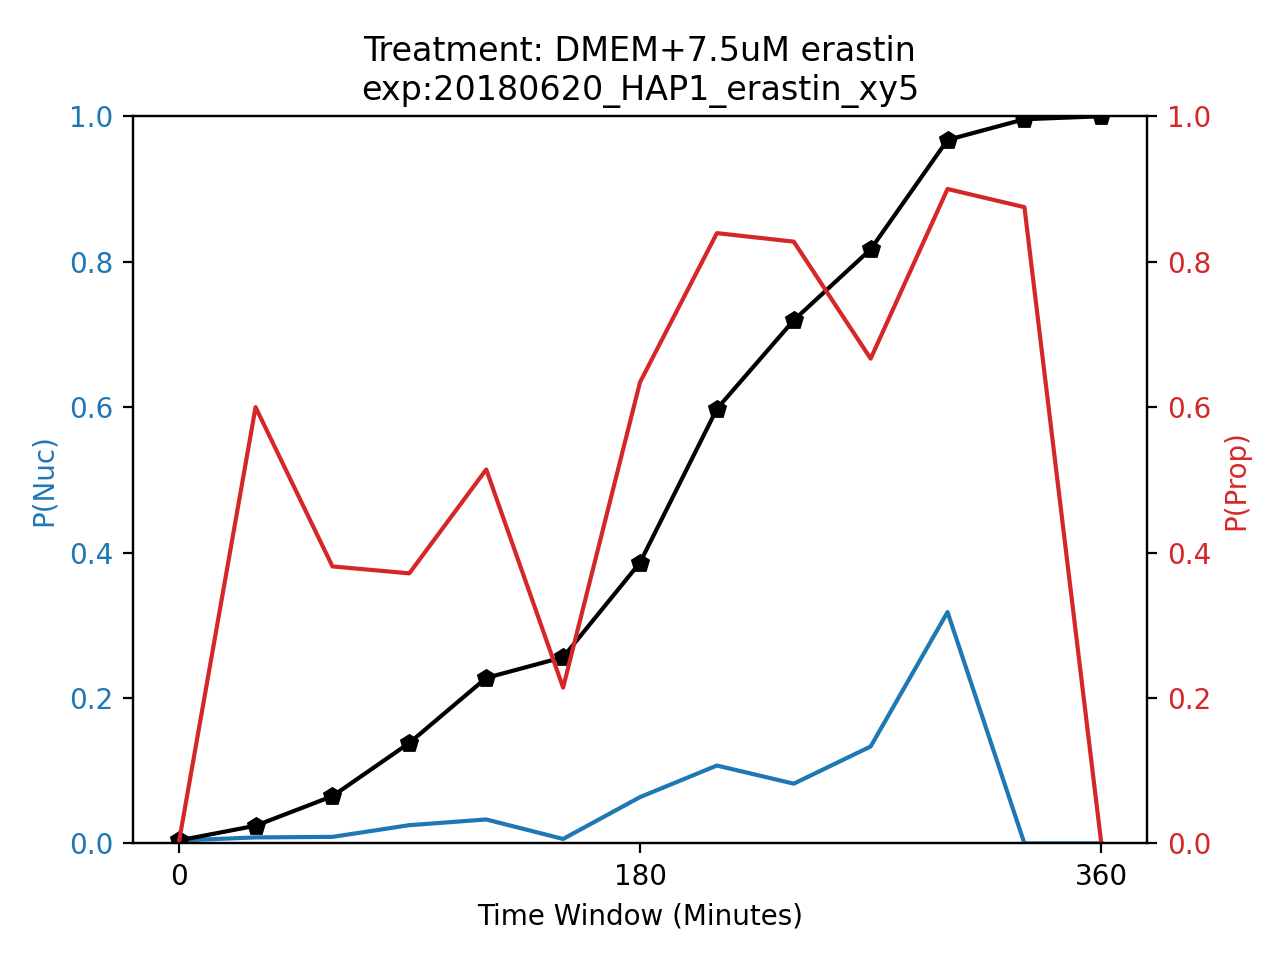 Treatment: DMEM+7.5uM erastin
exp:20180620_HAP1_erastin_xy5
1.0
0.8
0.6
0.4
0.2
0.0
P(Nuc)
1.0
0.8
0.6
0.4
0.2
0.0
P(Prop)
0 180 360
Time Window (Minutes)